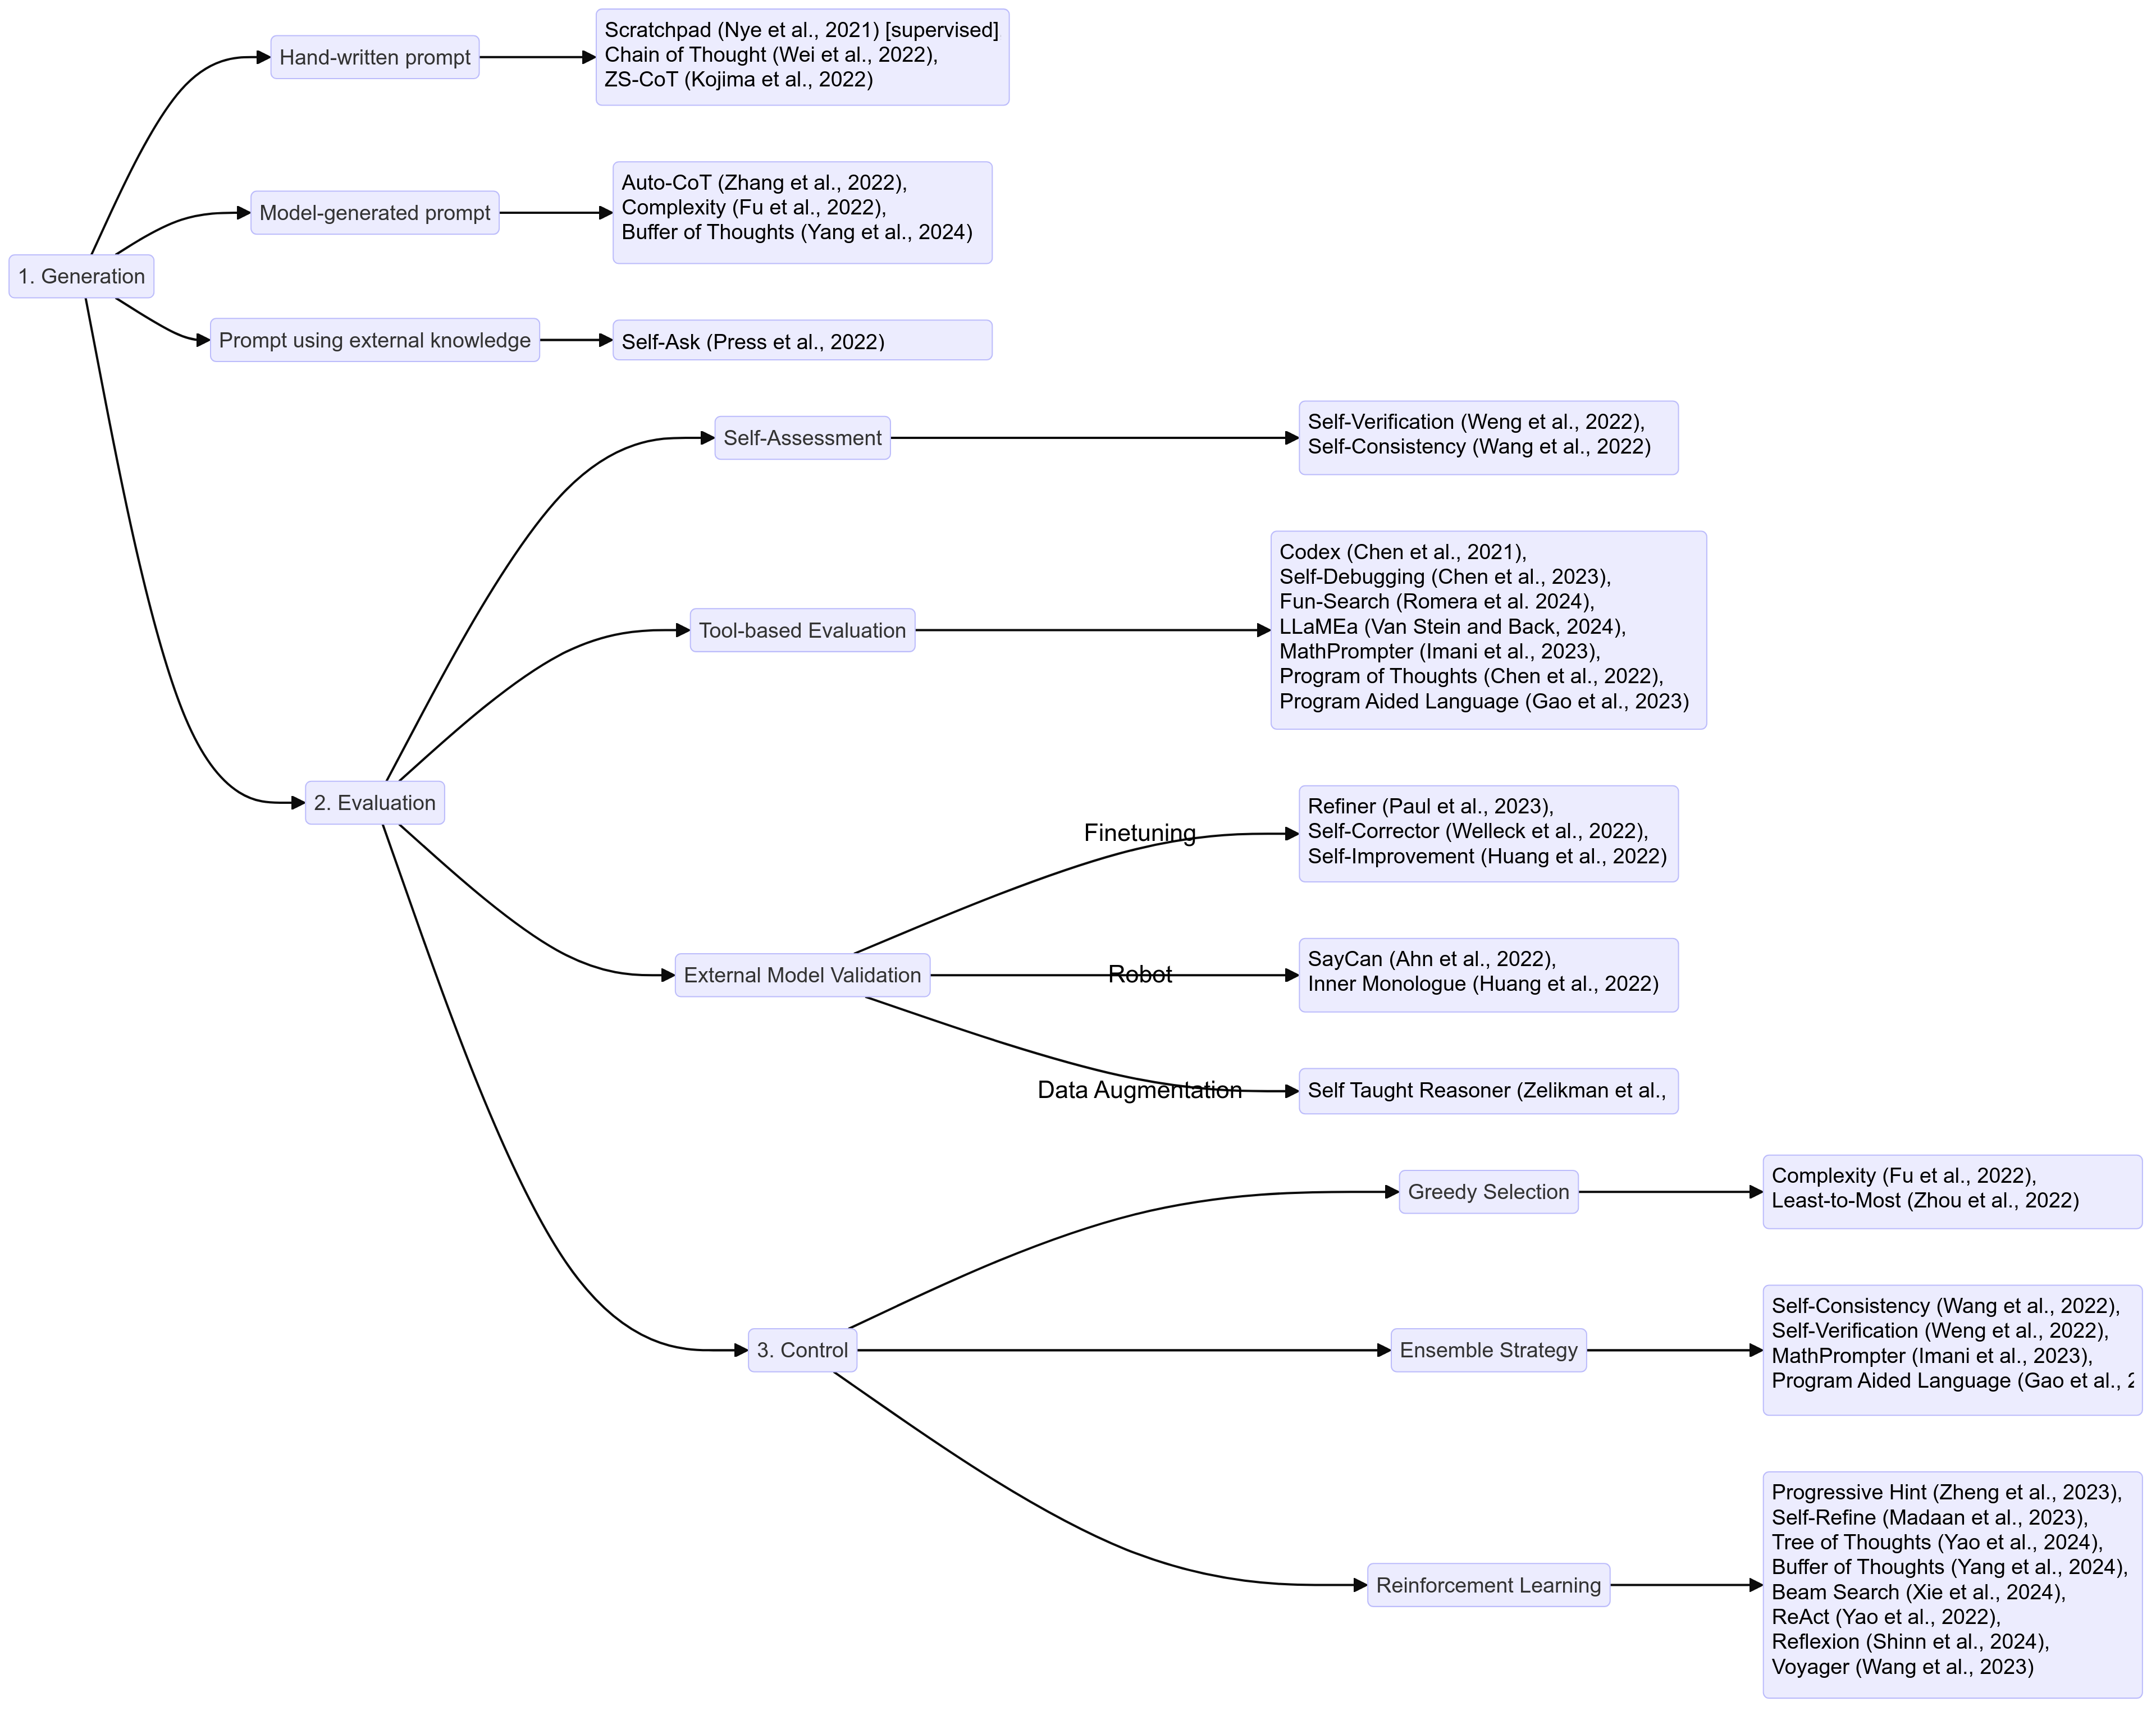 1. Generation
Hand-written prompt
Scratchpad (Nye et al., 2021) [supervised]
Chain of Thought (Wei et al., 2022),
ZS-CoT (Kojima et al., 2022)
Model-generated prompt
Auto-CoT (Zhang et al., 2022),
Complexity (Fu et al., 2022),
Buffer of Thoughts (Yang et al., 2024)
Prompt using external knowledge
Self-Ask (Press et al., 2022)
2. Evaluation
Self-Assessment
Self-Verification (Weng et al., 2022),
Self-Consistency (Wang et al., 2022)
Tool-based Evaluation
Codex (Chen et al., 2021),
Self-Debugging (Chen et al., 2023),
Fun-Search (Romera et al. 2024),
LLaMEa (Van Stein and Back, 2024),
MathPrompter (Imani et al., 2023),
Program of Thoughts (Chen et al., 2022),
Program Aided Language (Gao et al., 2023)
External Model Validation
Finetuning
Refiner (Paul et al., 2023),
Self-Corrector (Welleck et al., 2022),
Self-Improvement (Huang et al., 2022)
Robot
SayCan (Ahn et al., 2022),
Inner Monologue (Huang et al., 2022)
Data Augmentation
Self Taught Reasoner (Zelikman et al.,
3. Control
Greedy Selection
Complexity (Fu et al., 2022),
Least-to-Most (Zhou et al., 2022)
Ensemble Strategy
Self-Consistency (Wang et al., 2022),
Self-Verification (Weng et al., 2022),
MathPrompter (Imani et al., 2023),
Program Aided Language (Gao et al.,
Reinforcement Learning
Progressive Hint (Zheng et al., 2023),
Self-Refine (Madaan et al., 2023),
Tree of Thoughts (Yao et al., 2024),
Buffer of Thoughts (Yang et al., 2024),
Beam Search (Xie et al., 2024),
ReAct (Yao et al., 2022),
Reflexion (Shinn et al., 2024),
Voyager (Wang et al., 2023)